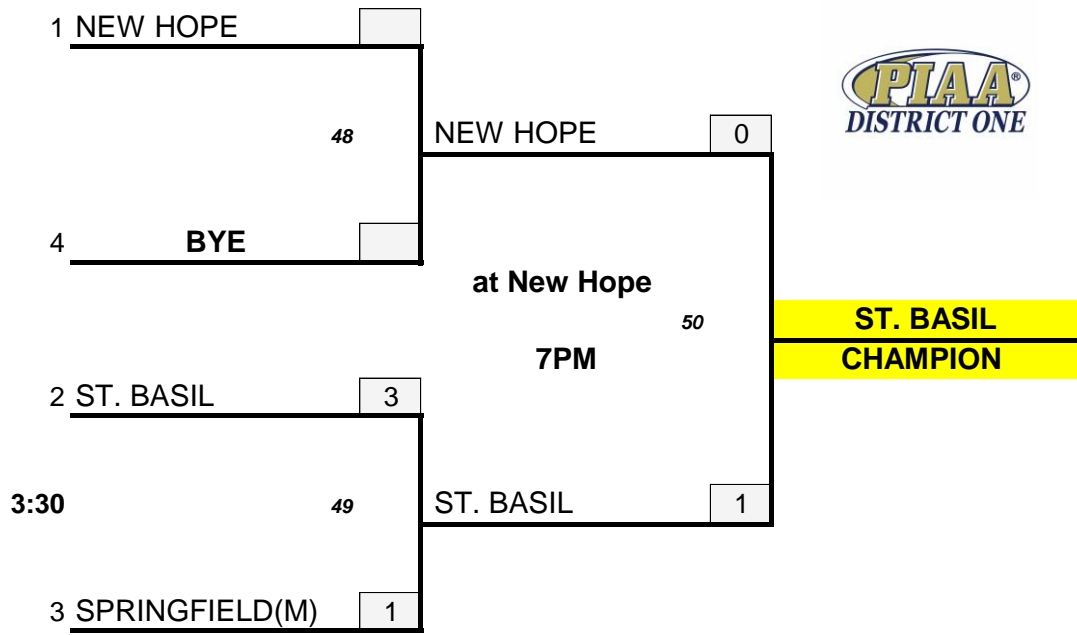 1 NEW HOPE
PIAA®
DISTRICT ONE
48 NEW HOPE 0
4 BYE
at New Hope
50 ST. BASIL
7PM CHAMPION
2 ST. BASIL 3
3:30 49 ST. BASIL 1
3 SPRINGFIELD(M) 1